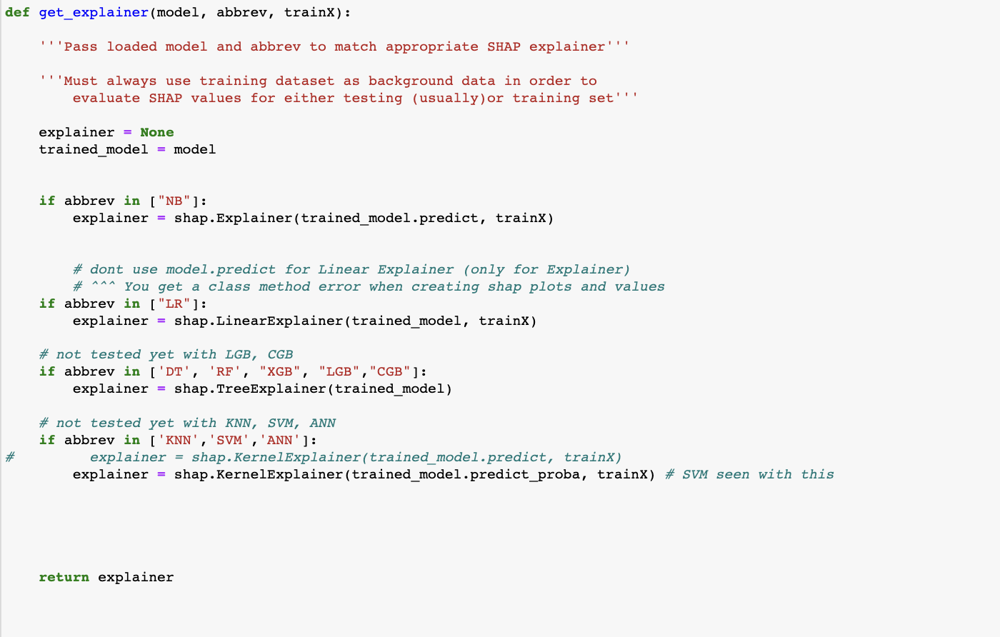 def get_explainer(model, abbrev, trainX):
    '''Pass loaded model and abbrev to match appropriate SHAP explainer'''
    '''Must always use training dataset as background data in order to
        evaluate SHAP values for either testing (usually)or training set'''
    explainer = None
    trained_model = model
    if abbrev in ["NB"]:
        explainer = shap.Explainer(trained_model.predict, trainX)
        # dont use model.predict for Linear Explainer (only for Explainer)
        # ^^^ You get a class method error when creating shap plots and values
    if abbrev in ["LR"]:
        explainer = shap.LinearExplainer(trained_model, trainX)
    # not tested yet with LGB, CGB
    if abbrev in ['DT', 'RF', "XGB", "LGB","CGB"]:
        explainer = shap.TreeExplainer(trained_model)
    # not tested yet with KNN, SVM, ANN
    if abbrev in ['KNN','SVM','ANN']:
#         explainer = shap.KernelExplainer(trained_model.predict, trainX)
        explainer = shap.KernelExplainer(trained_model.predict_proba, trainX) # SVM seen with this
    return explainer